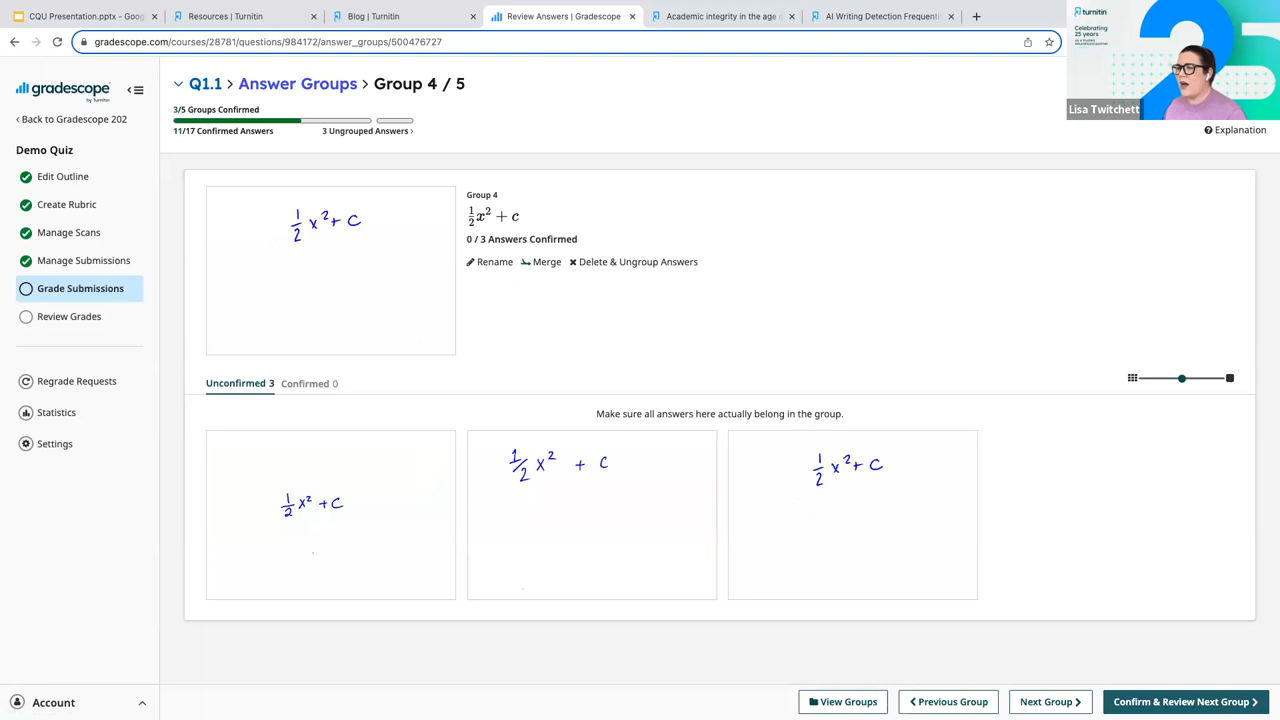 CQU Presentation.pptx - Goog
Resources | Turnitin
Blog | Turnitin
Review Answers | Gradescope
Academic integrity in the age o
AI Writing Detection Frequentl
gradescope.com/courses/28781/questions/984172/answer_groups/500476727
turnitin
Celebrating
25 years
Lisa Twitchett
gradescope
by Turnitin
Back to Gradescope 202
Demo Quiz
Edit Outline
Create Rubric
Manage Scans
Manage Submissions
Grade Submissions
Review Grades
Regrade Requests
Statistics
Settings
Account
Q1.1 > Answer Groups > Group 4 / 5
3/5 Groups Confirmed
11/17 Confirmed Answers 3 Ungrouped Answers ›
Explanation
½ x² + c
Group 4
½x² + c
0 / 3 Answers Confirmed
Rename Merge Delete & Ungroup Answers
Unconfirmed 3 Confirmed 0
Make sure all answers here actually belong in the group.
½ x² + c
½ x² + c
½ x² + c
View Groups
Previous Group
Next Group
Confirm & Review Next Group